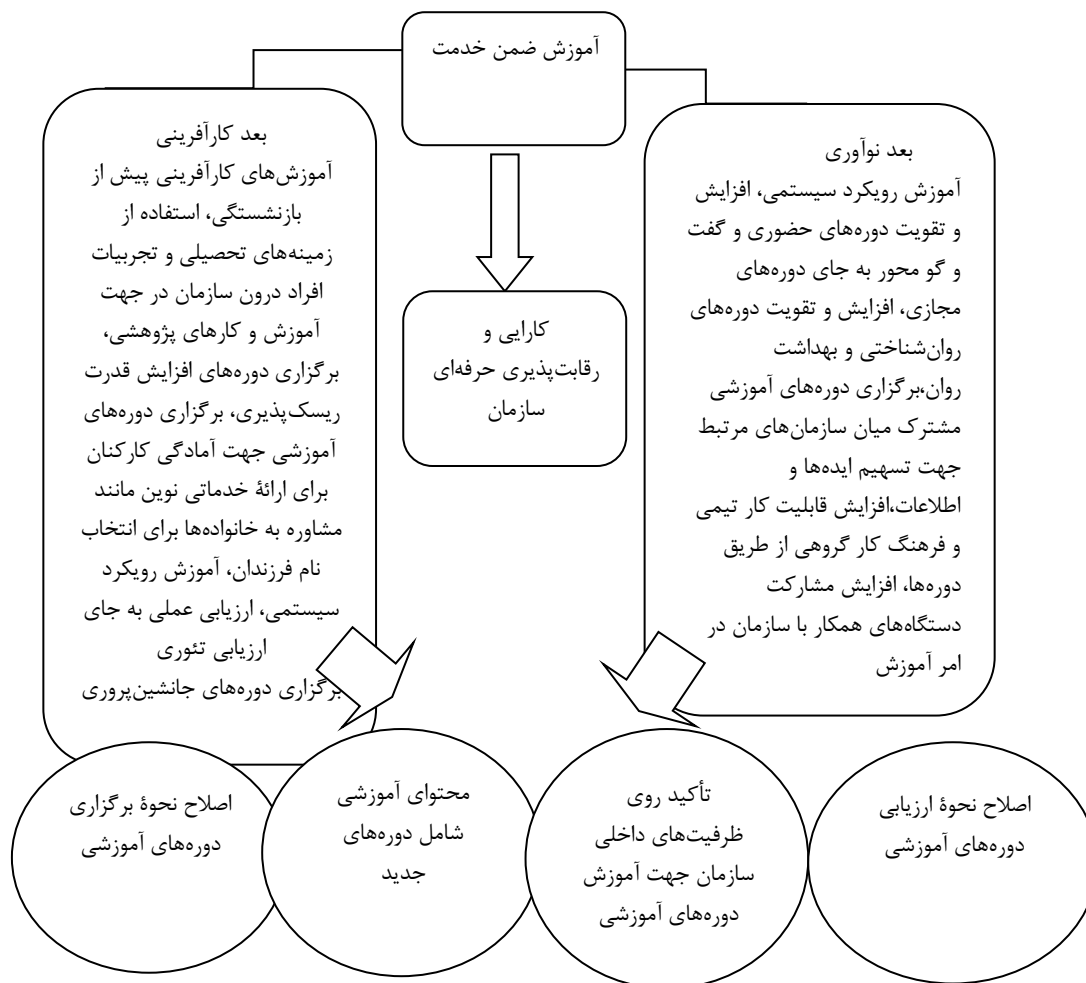 آموزش ضمن خدمت
بعد نوآوری
آموزش رویکرد سیستمی، افزایش
و تقویت دوره‌های حضوری و گفت
و گو محور به جای دوره‌های
مجازی، افزایش و تقویت دوره‌های
روان‌شناختی و بهداشت
روان،برگزاری دوره‌های آموزشی
مشترک میان سازمان‌های مرتبط
جهت تسهیم ایده‌ها و
اطلاعات،افزایش قابلیت کار تیمی
و فرهنگ کار گروهی از طریق
دوره‌ها، افزایش مشارکت
دستگاه‌های همکار با سازمان در
امر آموزش
کارایی و
رقابت‌پذیری حرفه‌ای
سازمان
بعد کارآفرینی
آموزش‌های کارآفرینی پیش از
بازنشستگی، استفاده از
زمینه‌های تحصیلی و تجربیات
افراد درون سازمان در جهت
آموزش و کارهای پژوهشی،
برگزاری دوره‌های افزایش قدرت
ریسک‌پذیری، برگزاری دوره‌های
آموزشی جهت آمادگی کارکنان
برای ارائهٔ خدماتی نوین مانند
مشاوره به خانواده‌ها برای انتخاب
نام فرزندان، آموزش رویکرد
سیستمی، ارزیابی عملی به جای
ارزیابی تئوری
برگزاری دوره‌های جانشین‌پروری
اصلاح نحوهٔ ارزیابی
دوره‌های آموزشی
تأکید روی
ظرفیت‌های داخلی
سازمان جهت آموزش
دوره‌های آموزشی
محتوای آموزشی
شامل دوره‌های
جدید
اصلاح نحوهٔ برگزاری
دوره‌های آموزشی